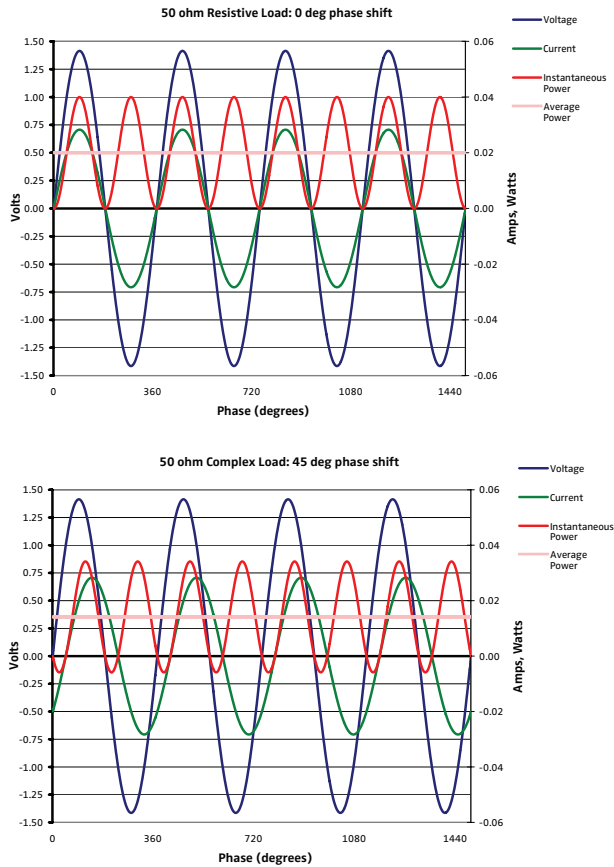 50 ohm Resistive Load: 0 deg phase shift
Voltage
Current
Instantaneous
Power
Average
Power
Volts
1.50
1.25
1.00
0.75
0.50
0.25
0.00
-0.25
-0.50
-0.75
-1.00
-1.25
-1.50
0.06
0.04
0.02
0.00
-0.02
-0.04
-0.06
Amps, Watts
0 360 720 1080 1440
Phase (degrees)
50 ohm Complex Load: 45 deg phase shift
Voltage
Current
Instantaneous
Power
Average
Power
Volts
1.50
1.25
1.00
0.75
0.50
0.25
0.00
-0.25
-0.50
-0.75
-1.00
-1.25
-1.50
0.06
0.04
0.02
0.00
-0.02
-0.04
-0.06
Amps, Watts
0 360 720 1080 1440
Phase (degrees)